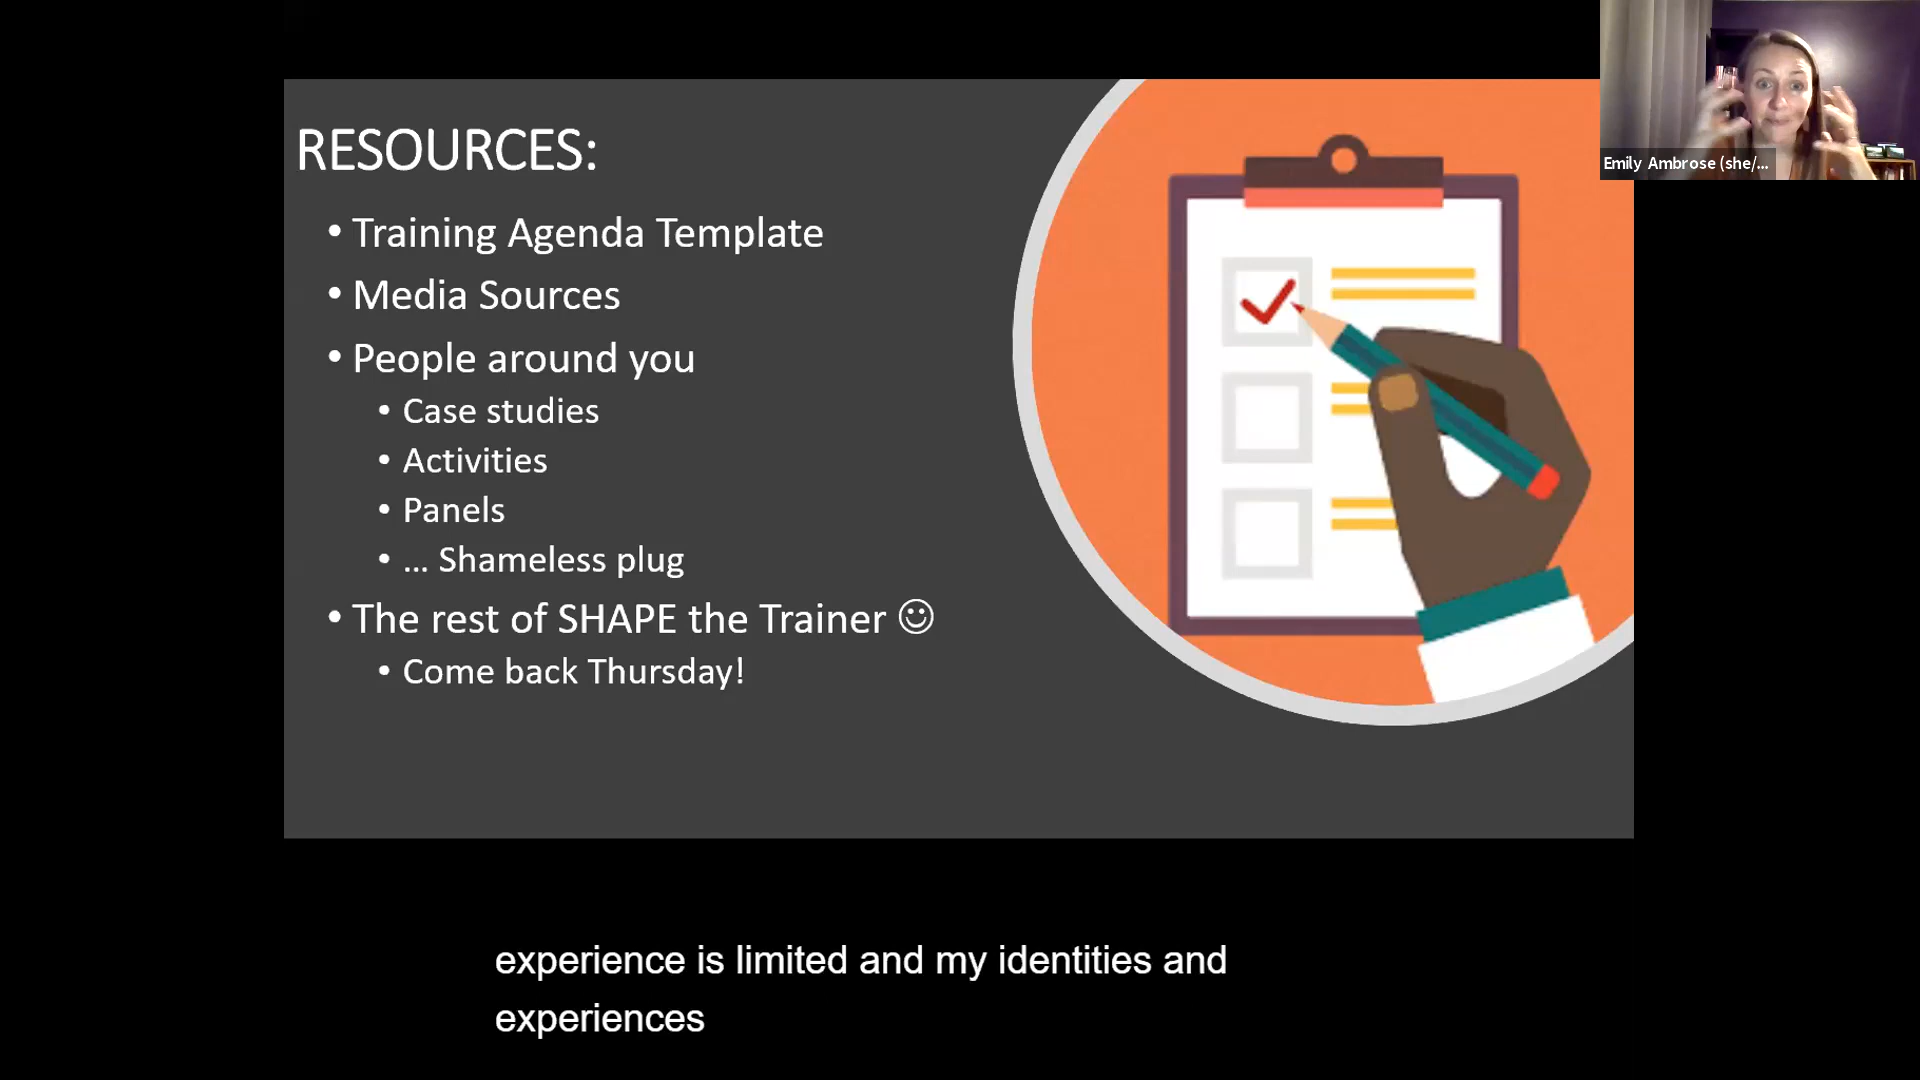 RESOURCES:
• Training Agenda Template
• Media Sources
• People around you
• Case studies
• Activities
• Panels
• ... Shameless plug
• The rest of SHAPE the Trainer ☺
• Come back Thursday!
Emily Ambrose (she/...
experience is limited and my identities and
experiences